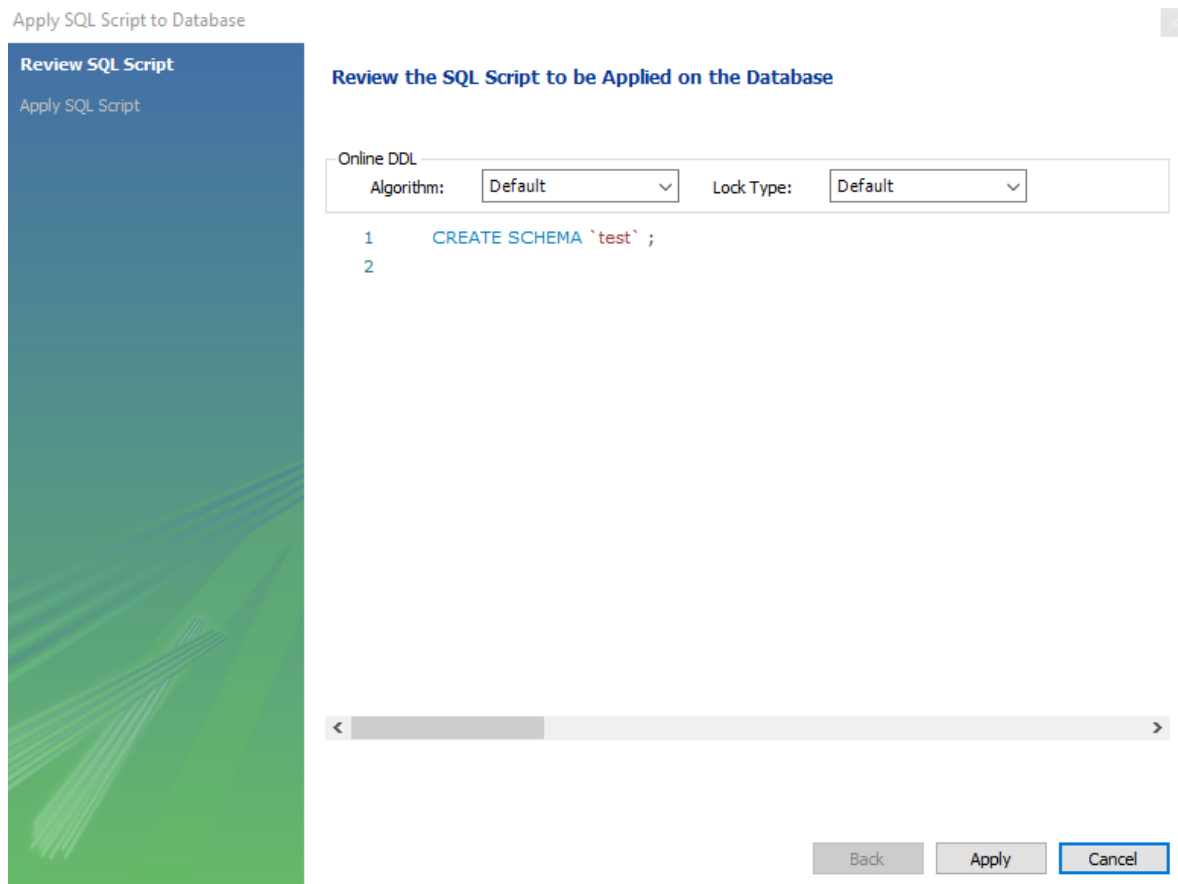 Apply SQL Script to Database
Review SQL Script
Apply SQL Script
Review the SQL Script to be Applied on the Database
Online DDL
Algorithm: Default Lock Type: Default
1 CREATE SCHEMA `test` ;
2
Back Apply Cancel